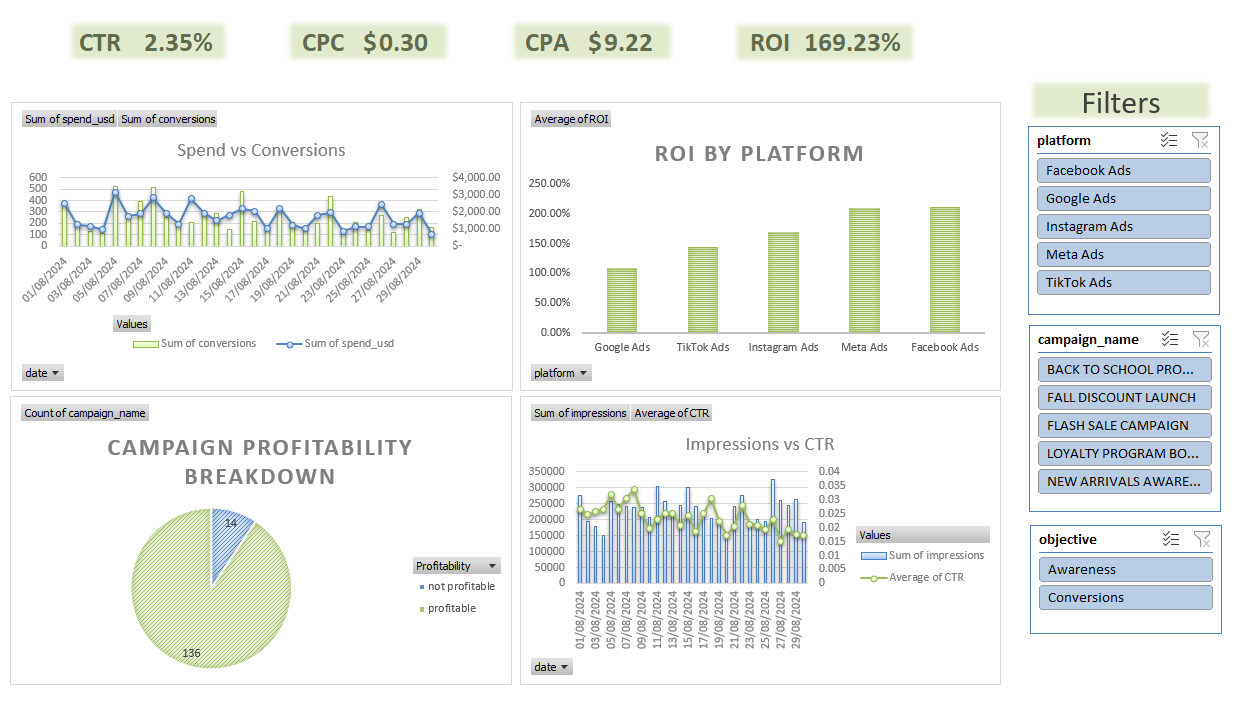 CTR 2.35%
CPC $0.30
CPA $9.22
ROI 169.23%
Sum of spend_usd Sum of conversions
Spend vs Conversions
600
500
400
300
200
100
0
$4,000.00
$3,000.00
$2,000.00
$1,000.00
$-
01/08/2024
03/08/2024
05/08/2024
07/08/2024
09/08/2024
11/08/2024
13/08/2024
15/08/2024
17/08/2024
19/08/2024
21/08/2024
23/08/2024
25/08/2024
27/08/2024
29/08/2024
Values
Sum of conversions
Sum of spend_usd
date
Average of ROI
ROI BY PLATFORM
250.00%
200.00%
150.00%
100.00%
50.00%
0.00%
Google Ads
TikTok Ads
Instagram Ads
Meta Ads
Facebook Ads
platform
Count of campaign_name
CAMPAIGN PROFITABILITY
BREAKDOWN
14
136
Profitability
not profitable
profitable
Sum of impressions Average of CTR
Impressions vs CTR
350000
300000
250000
200000
150000
100000
50000
0
0.04
0.035
0.03
0.025
0.02
0.015
0.01
0.005
0
01/08/2024
03/08/2024
05/08/2024
07/08/2024
09/08/2024
11/08/2024
13/08/2024
15/08/2024
17/08/2024
19/08/2024
21/08/2024
23/08/2024
25/08/2024
27/08/2024
29/08/2024
Values
Sum of impressions
Average of CTR
date
Filters
platform
Facebook Ads
Google Ads
Instagram Ads
Meta Ads
TikTok Ads
campaign_name
BACK TO SCHOOL PRO...
FALL DISCOUNT LAUNCH
FLASH SALE CAMPAIGN
LOYALTY PROGRAM BO...
NEW ARRIVALS AWARE...
objective
Awareness
Conversions